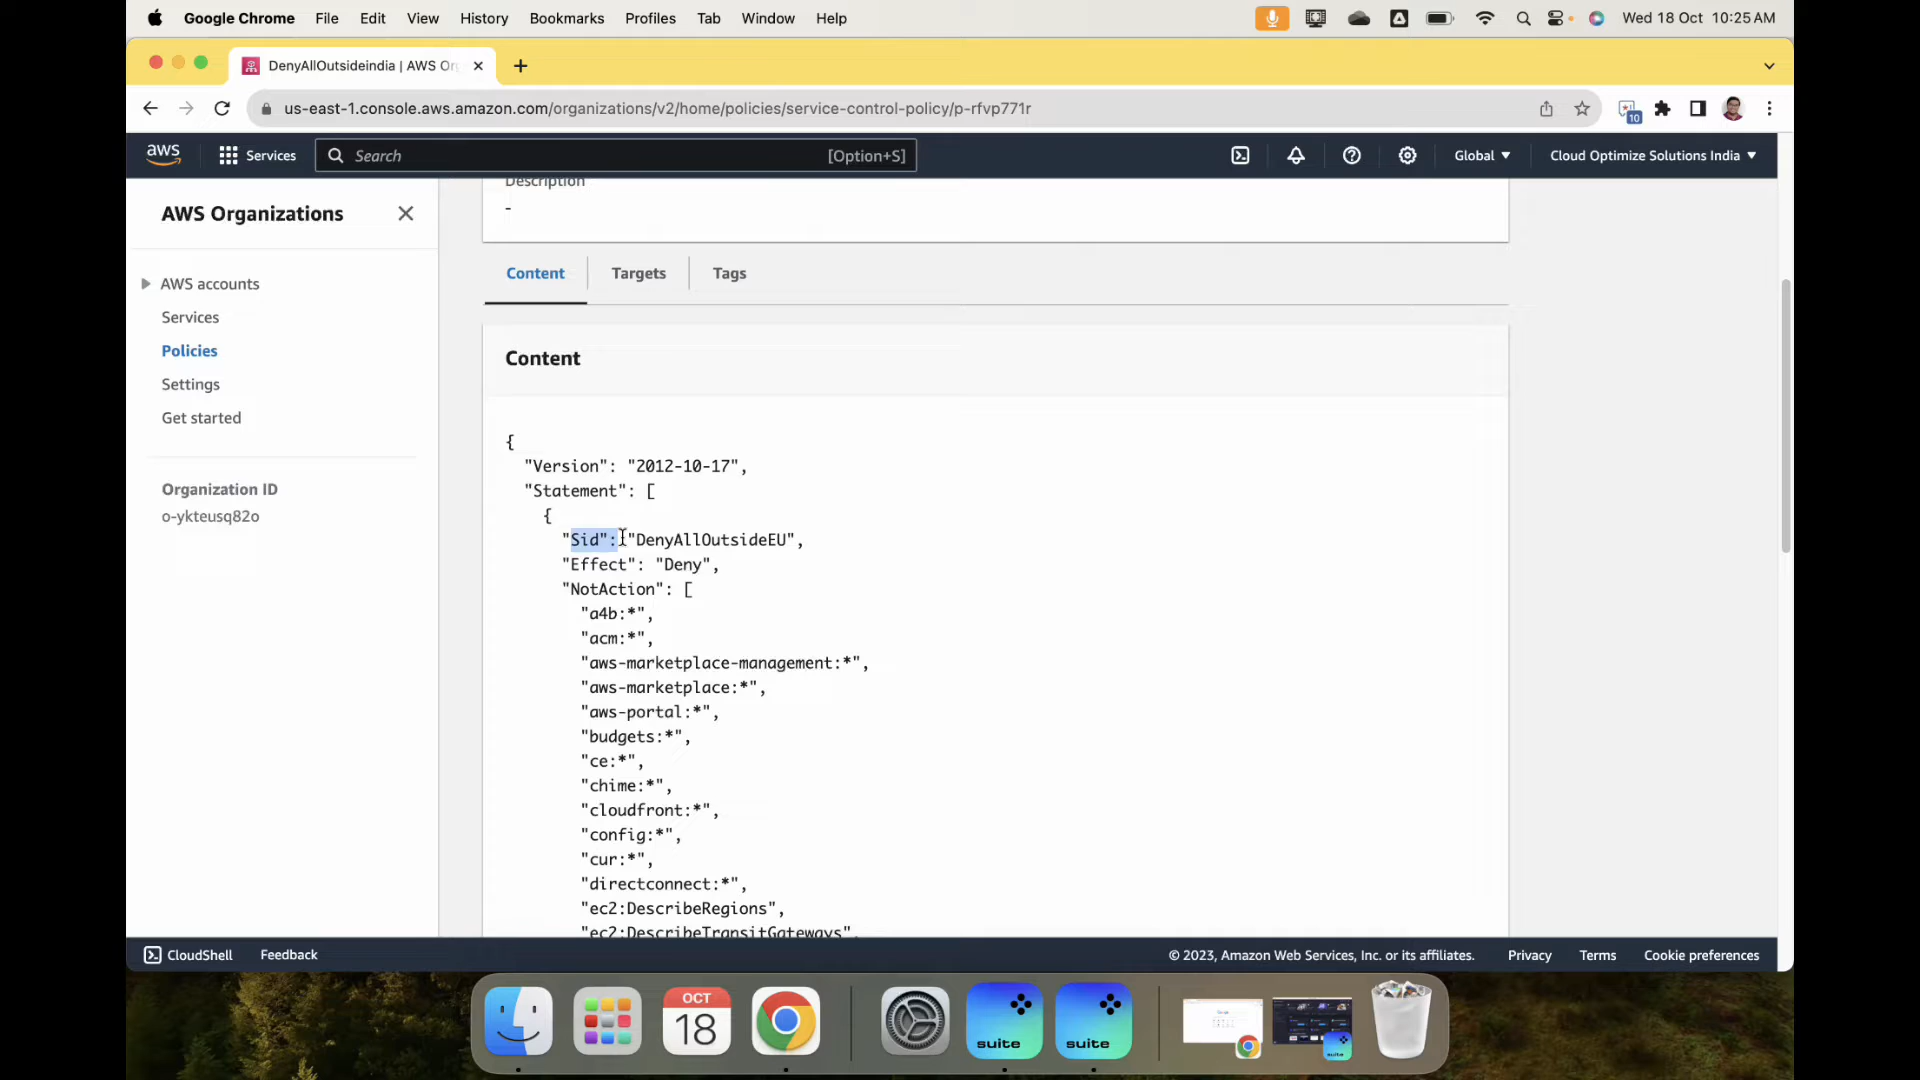 Google Chrome File Edit View History Bookmarks Profiles Tab Window Help Wed 18 Oct 10:25 AM
DenyAllOutsideindia | AWS Or
us-east-1.console.aws.amazon.com/organizations/v2/home/policies/service-control-policy/p-rfvp771r
10
aws Services Search [Option+S] Global Cloud Optimize Solutions India
AWS Organizations
AWS accounts
Services
Policies
Settings
Get started
Organization ID
o-ykteusq82o
Description
-
Content Targets Tags
Content
{
"Version": "2012-10-17",
"Statement": [
{
"Sid": "DenyAllOutsideEU",
"Effect": "Deny",
"NotAction": [
"a4b:*",
"acm:*",
"aws-marketplace-management:*",
"aws-marketplace:*",
"aws-portal:*",
"budgets:*",
"ce:*",
"chime:*",
"cloudfront:*",
"config:*",
"cur:*",
"directconnect:*",
"ec2:DescribeRegions",
"ec2:DescribeTransitGateways",
CloudShell Feedback © 2023, Amazon Web Services, Inc. or its affiliates. Privacy Terms Cookie preferences
OCT
18
suite
suite
suite